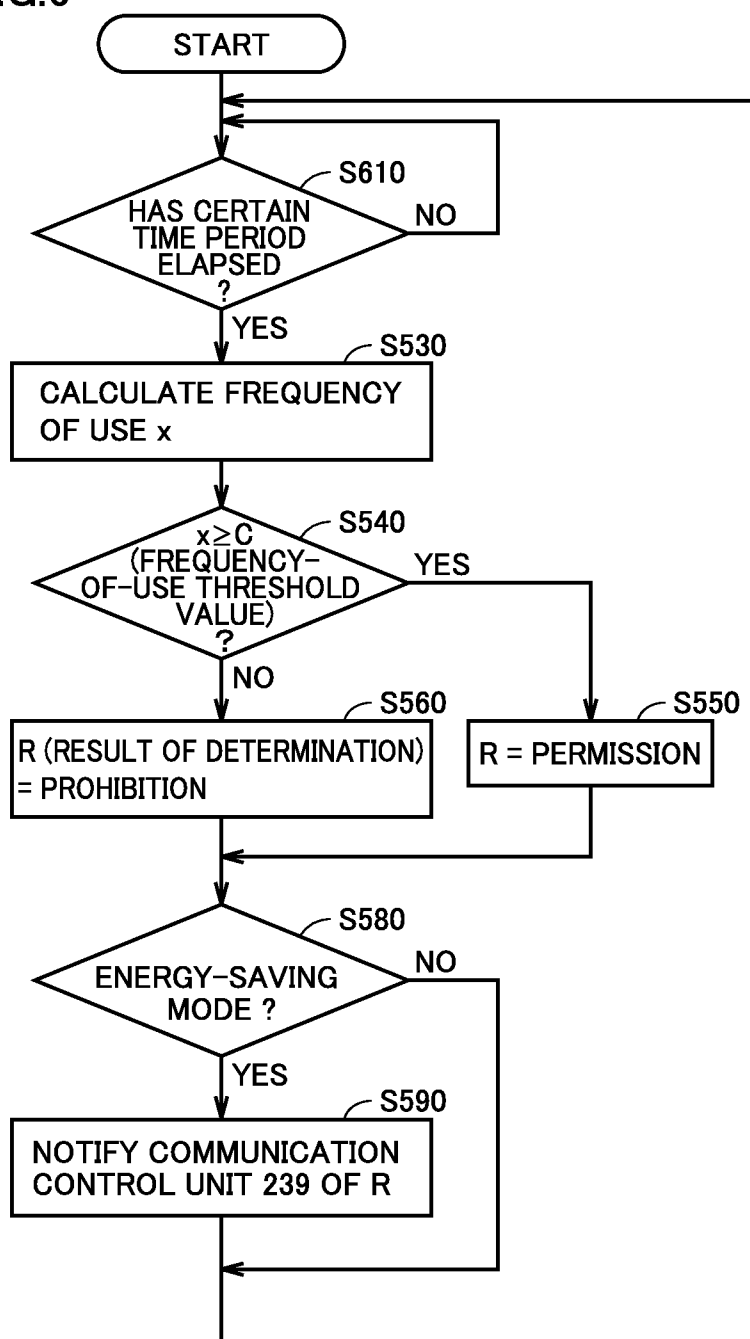 START
S610
HAS CERTAIN
TIME PERIOD
ELAPSED
?
NO
YES
S530
CALCULATE FREQUENCY
OF USE x
S540
x≥C
(FREQUENCY-
OF-USE THRESHOLD
VALUE)
?
YES
NO
S560
R (RESULT OF DETERMINATION)
= PROHIBITION
S550
R = PERMISSION
S580
ENERGY-SAVING
MODE ?
NO
YES
S590
NOTIFY COMMUNICATION
CONTROL UNIT 239 OF R